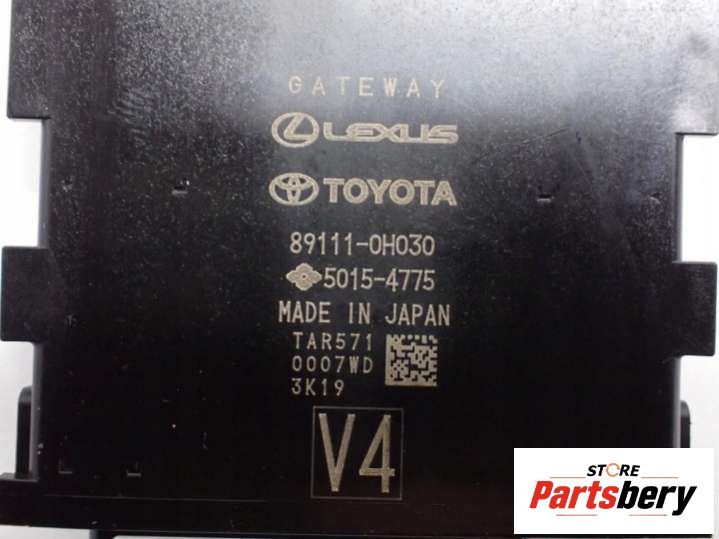 GATEWAY
LEXUS
TOYOTA
89111-0H030
5015-4775
MADE IN JAPAN
TAR571
0007WD
3K19
V4
STORE
Partsbery